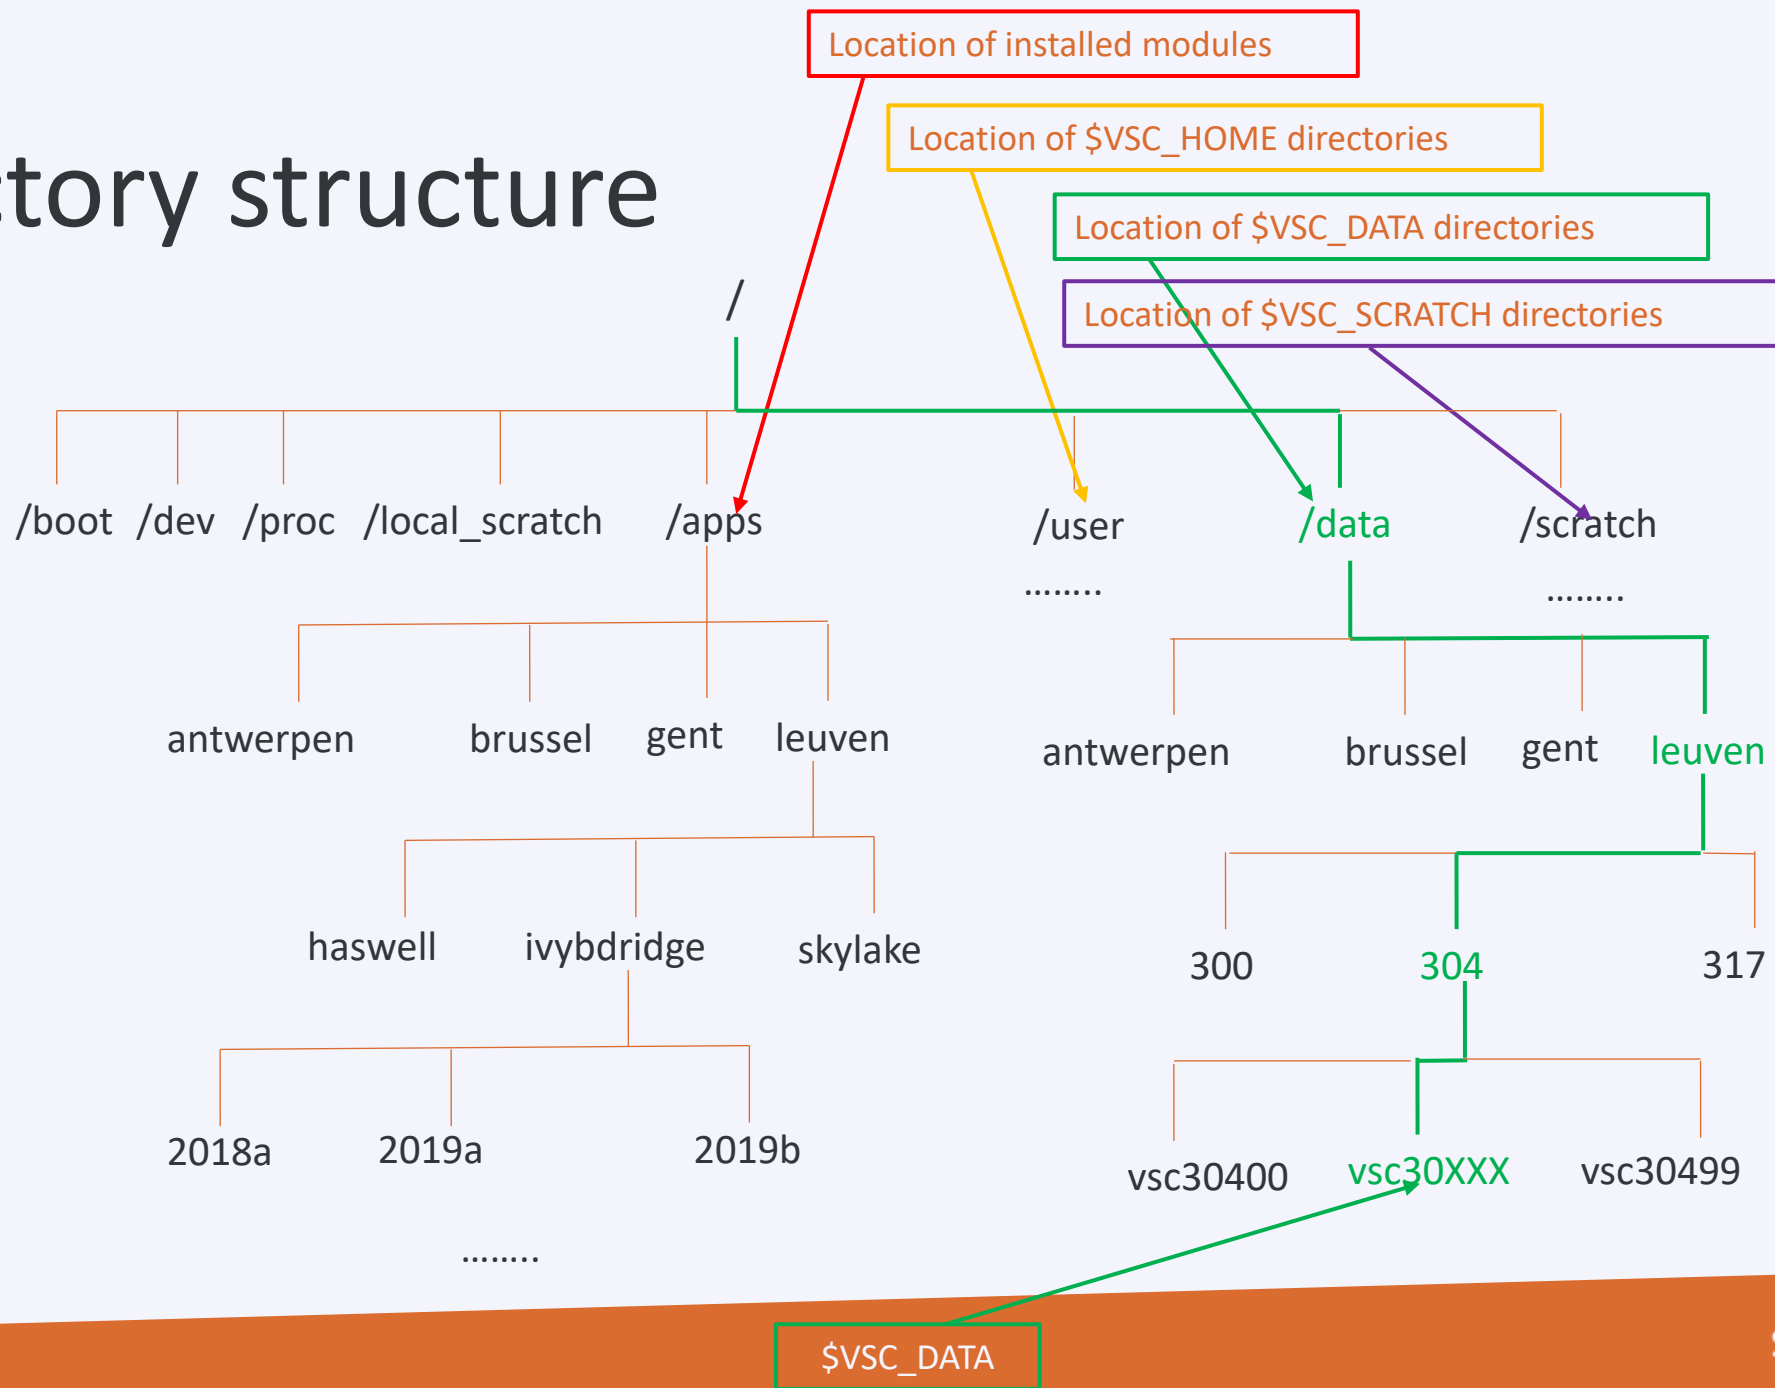 Location of installed modules
Location of $VSC_HOME directories
ctory structure
Location of $VSC_DATA directories
/
Location of $VSC_SCRATCH directories
/boot /dev /proc /local_scratch /apps /user /data /scratch
........ ........
antwerpen brussel gent leuven antwerpen brussel gent leuven
haswell ivybdridge skylake 300 304 317
2018a 2019a 2019b vsc30400 vsc30XXX vsc30499
........
$VSC_DATA